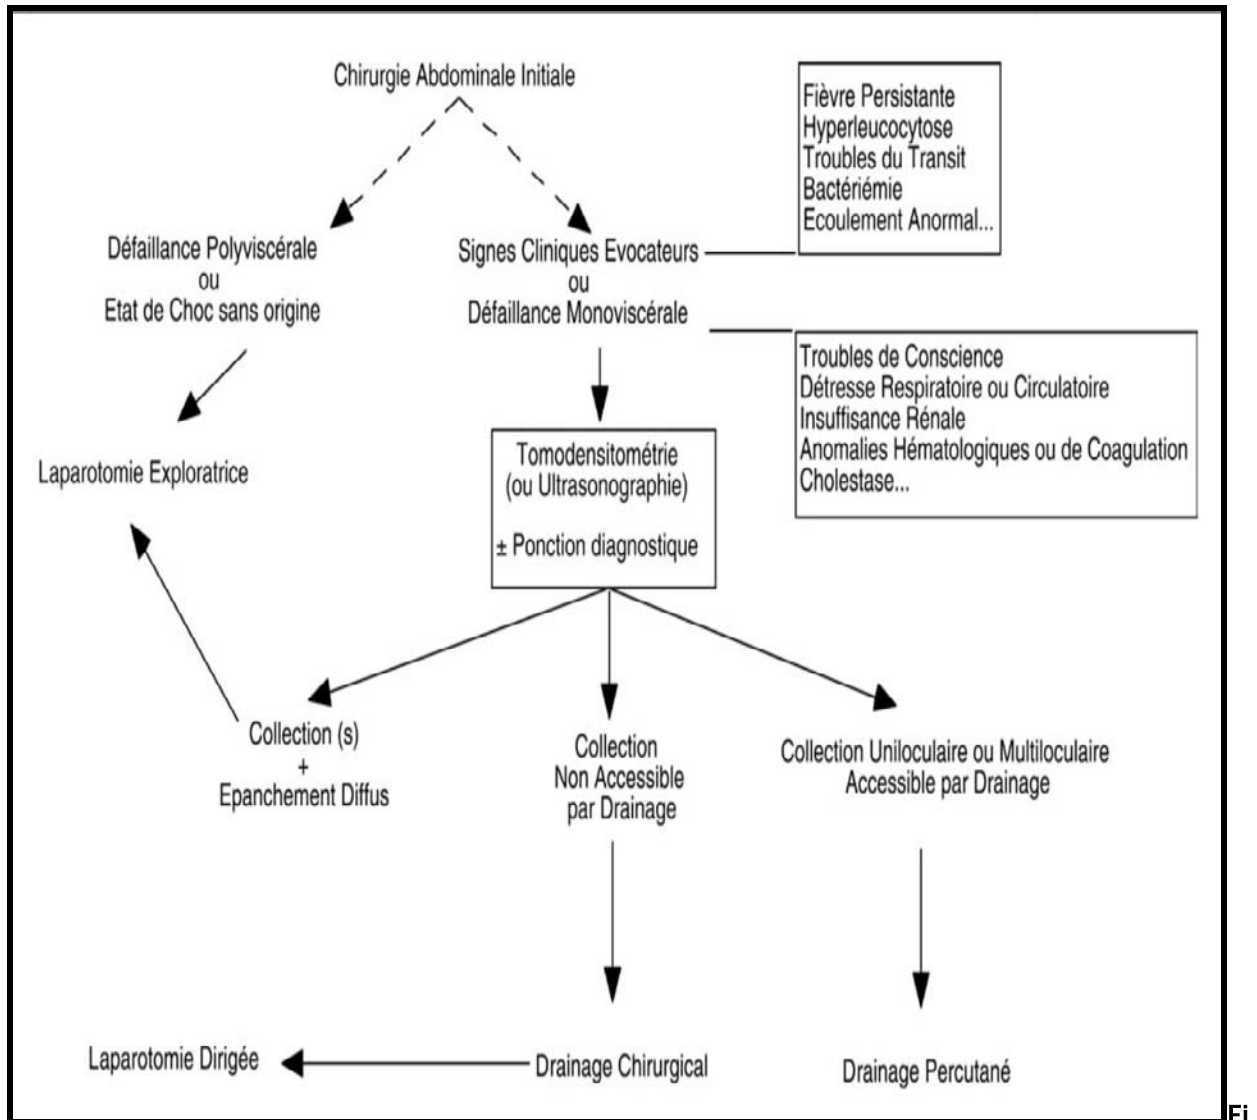 Chirurgie Abdominale Initiale
Fièvre Persistante
Hyperleucocytose
Troubles du Transit
Bactériémie
Ecoulement Anormal...
Défaillance Polyviscérale
ou
Etat de Choc sans origine
Signes Cliniques Evocateurs
ou
Défaillance Monoviscérale
Troubles de Conscience
Détresse Respiratoire ou Circulatoire
Insuffisance Rénale
Anomalies Hématologiques ou de Coagulation
Cholestase...
Laparotomie Exploratrice
Tomodensitométrie
(ou Ultrasonographie)
± Ponction diagnostique
Collection (s)
+
Epanchement Diffus
Collection
Non Accessible
par Drainage
Collection Uniloculaire ou Multiloculaire
Accessible par Drainage
Laparotomie Dirigée
Drainage Chirurgical
Drainage Percutané
Fi